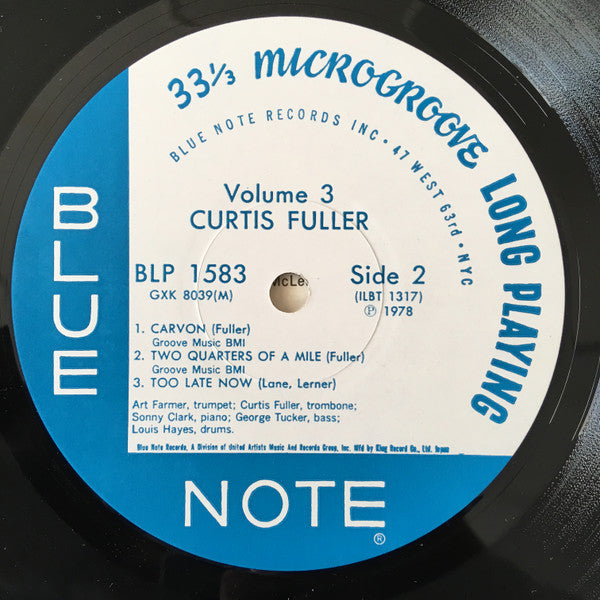 33⅓ MICROGROOVE LONG PLAYING
BLUE NOTE RECORDS INC • 47 WEST 63rd • NYC
Volume 3
CURTIS FULLER
BLP 1583
GXK 8039(M)
Side 2
(ILBT 1317)
Ⓟ 1978
1. CARVON (Fuller)
Groove Music BMI
2. TWO QUARTERS OF A MILE (Fuller)
Groove Music BMI
3. TOO LATE NOW (Lane, Lerner)
Art Farmer, trumpet; Curtis Fuller, trombone;
Sonny Clark, piano; George Tucker, bass;
Louis Hayes, drums.
Blue Note Records, A Division of United Artists Music And Records Group, Inc. Mfd by King Record Co., Ltd. Japan
BLUE
NOTE
®